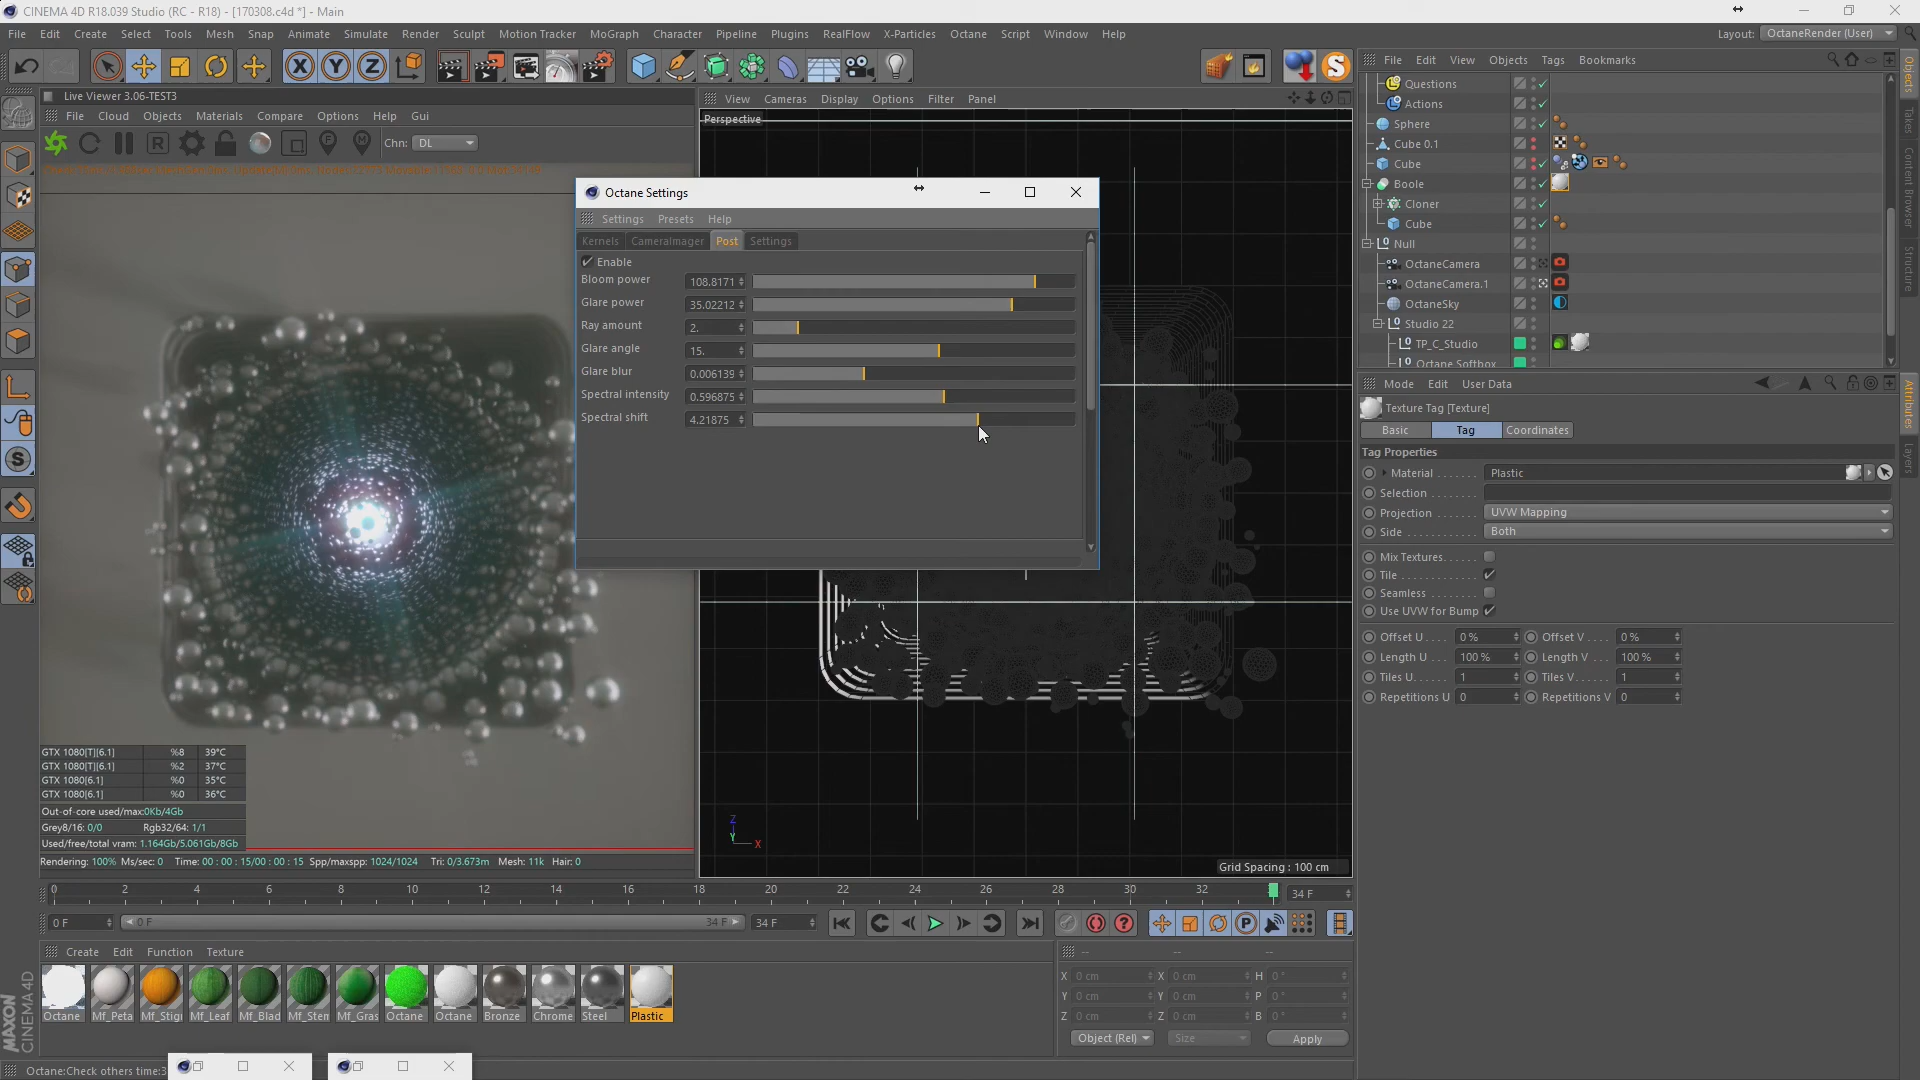 CINEMA 4D R18.039 Studio (RC - R18) - [170308.c4d *] - Main
File Edit Create Select Tools Mesh Snap Animate Simulate Render Sculpt Motion Tracker MoGraph Character Pipeline Plugins RealFlow X-Particles Octane Script Window Help
Layout: OctaneRender (User)
Live Viewer 3.06-TEST3
File Cloud Objects Materials Compare Options Help Gui
Chn: DL
View Cameras Display Options Filter Panel
Perspective
Octane Settings
Settings Presets Help
Kernels CameraImager Post Settings
Enable
Bloom power 108.8171
Glare power 35.02212
Ray amount 2.
Glare angle 15.
Glare blur 0.006139
Spectral intensity 0.596875
Spectral shift 4.21875
Z
Y
X
Grid Spacing : 100 cm
GTX 1080[T][6.1] %8 39°C
GTX 1080[T][6.1] %2 37°C
GTX 1080[6.1] %0 35°C
GTX 1080[6.1] %0 36°C
Out-of-core used/max:0Kb/4Gb
Grey8/16: 0/0 Rgb32/64: 1/1
Used/free/total vram: 1.164Gb/5.061Gb/8Gb
Rendering: 100% Ms/sec: 0 Time: 00 : 00 : 15/00 : 00 : 15 Spp/maxspp: 1024/1024 Tri: 0/3.673m Mesh: 11k Hair: 0
File Edit View Objects Tags Bookmarks
Questions
Actions
Sphere
Cube 0.1
Cube
Boole
Cloner
Cube
Null
OctaneCamera
OctaneCamera.1
OctaneSky
Studio 22
TP_C_Studio
Octane Softbox
Objects
Takes
Content Browser
Structure
Attributes
Layers
Mode Edit User Data
Texture Tag [Texture]
Basic Tag Coordinates
Tag Properties
Material Plastic
Selection
Projection UVW Mapping
Side Both
Mix Textures
Tile
Seamless
Use UVW for Bump
Offset U 0 % Offset V 0 %
Length U 100 % Length V 100 %
Tiles U 1 Tiles V 1
Repetitions U 0 Repetitions V 0
0 2 4 6 8 10 12 14 16 18 20 22 24 26 28 30 32 34 F
0 F 0 F 34 F 34 F
Create Edit Function Texture
Octane Mf_Peta Mf_Stig Mf_Leaf Mf_Blad Mf_Sten Mf_Gras Octane Octane Bronze Chrome Steel Plastic
-- -- --
X 0 cm X 0 cm H 0 °
Y 0 cm Y 0 cm P 0 °
Z 0 cm Z 0 cm B 0 °
Object (Rel) Size Apply
MAXON
CINEMA 4D
Octane:Check others time:3